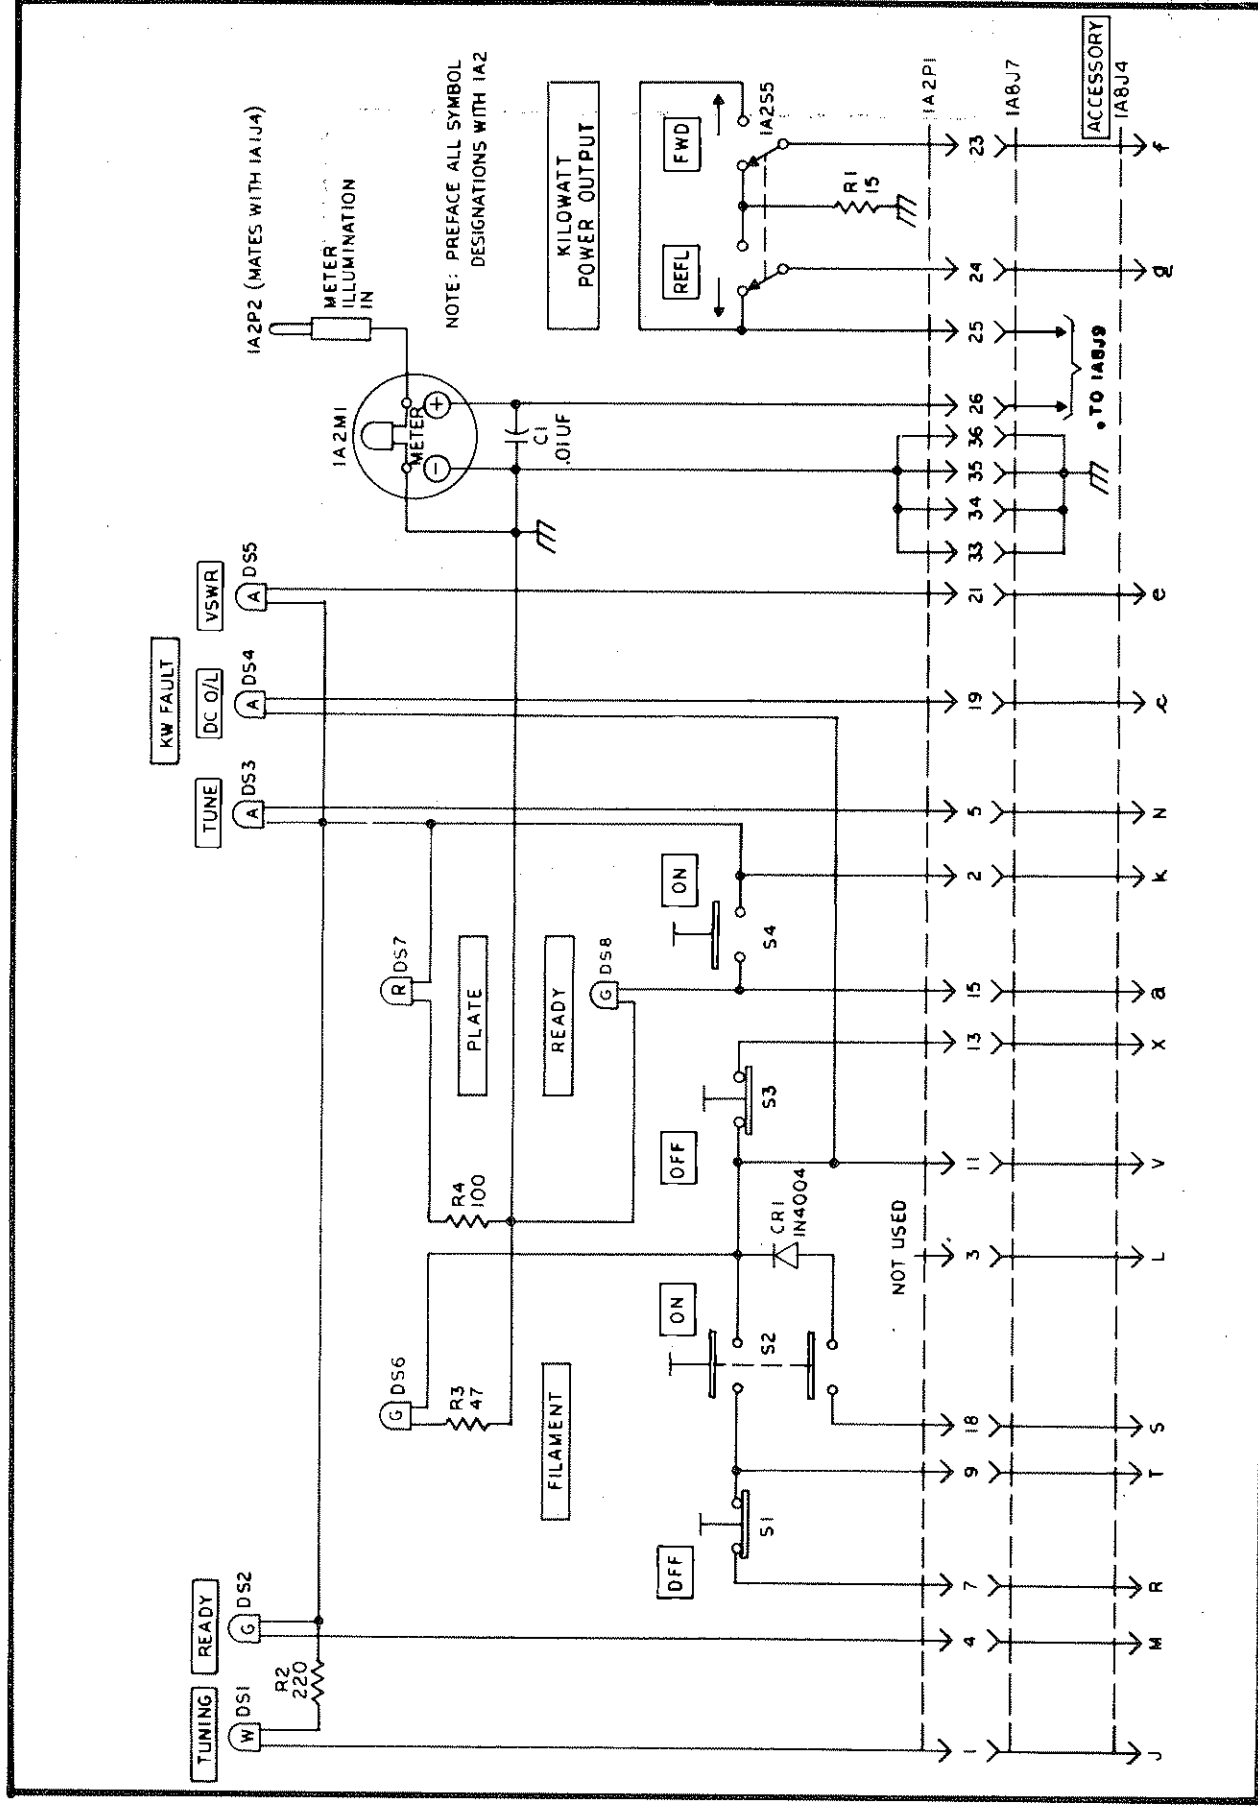 TUNING
W DS1
READY
G DS2
R2
220
KW FAULT
TUNE
A DS3
DC O/L
A DS4
VSWR
A DS5
1A2P2 (MATES WITH 1A1J4)
METER
ILLUMINATION
IN
1A2M1
METER
- +
C1
.01UF
NOTE: PREFACE ALL SYMBOL
DESIGNATIONS WITH 1A2
KILOWATT
POWER OUTPUT
REFL
FWD
1A2S5
R1
15
G DS6
R3
47
FILAMENT
R DS7
R4
100
PLATE
READY
G DS8
OFF
S1
ON
S2
CR1
1N4004
OFF
S3
ON
S4
NOT USED
1A2P1
1 4 7 9 18 3 11 13 15 2 5 19 21 33 34 35 36 26 25 24 23
1A8J7
• TO 1A8J9
ACCESSORY
1A8J4
J M R T S L V X a K N c e g f